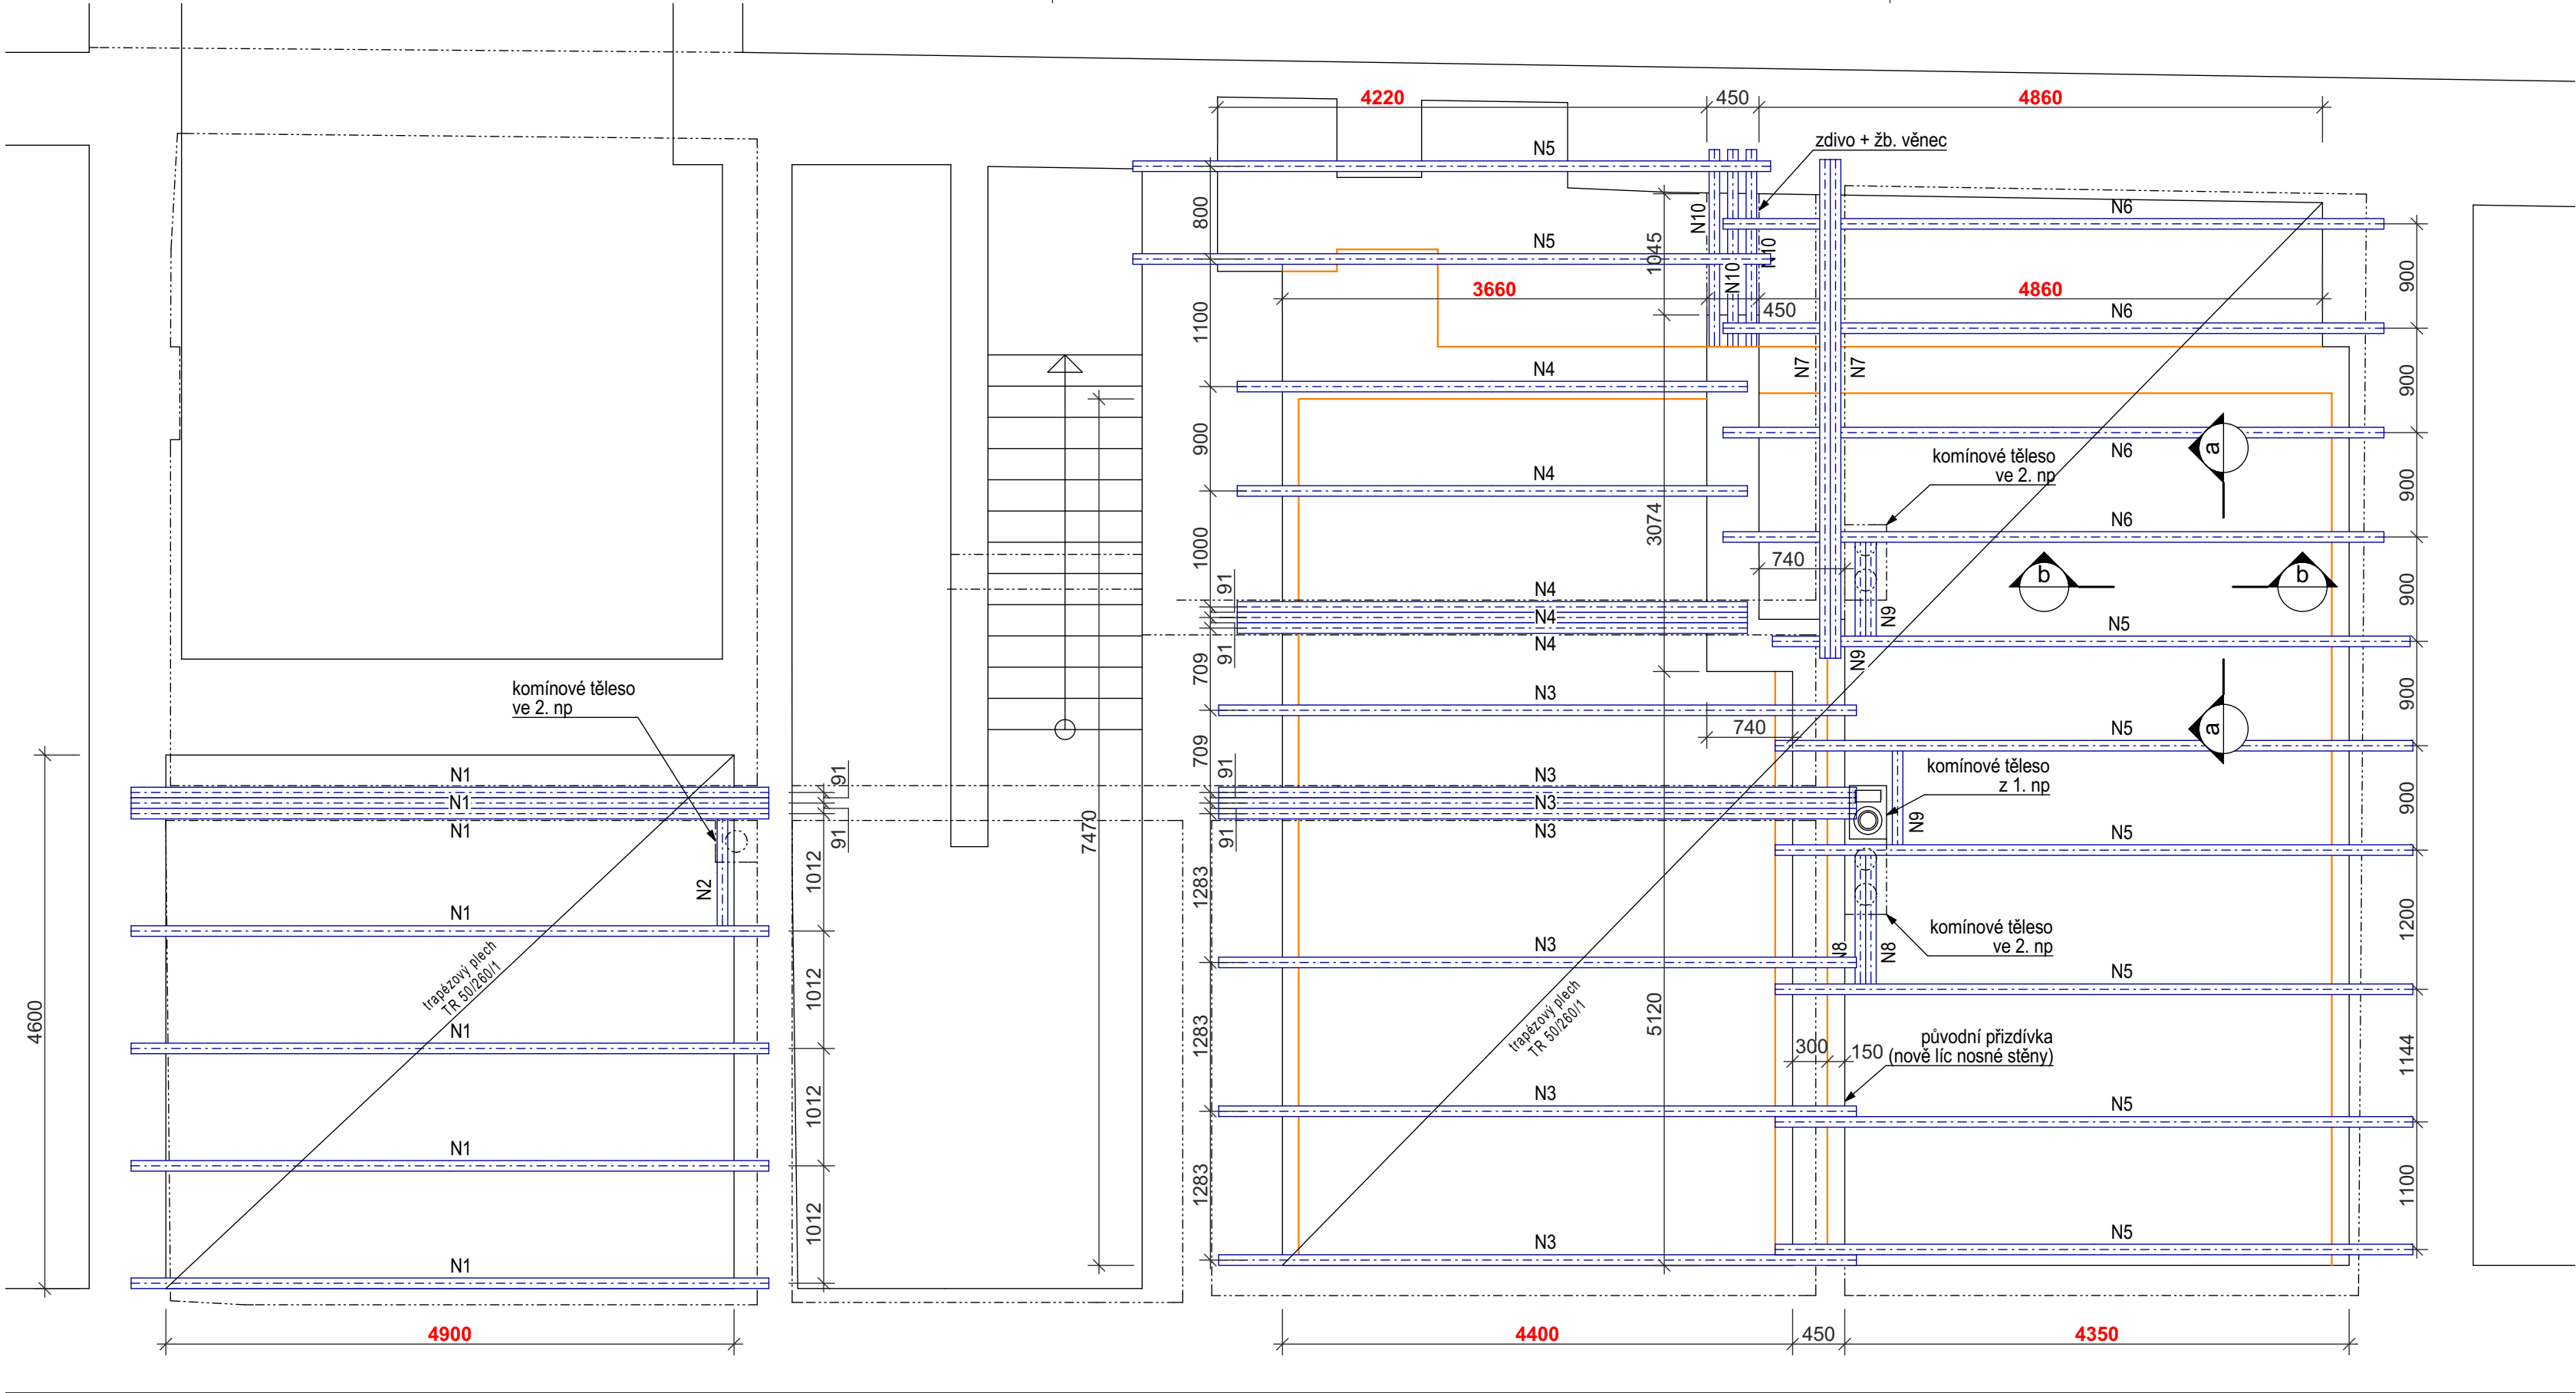 4220
450
4860
zdivo + žb. věnec
N5
N10
N6
800
1045
N5
N10
N10
900
3660
4860
1100
450
N6
N4
N7
N7
900
900
N6
a
komínové těleso
ve 2. np
N4
900
3074
N6
1000
740
b
b
91
N4
N4
N4
N9
900
N5
91
709
N9
komínové těleso
ve 2. np
N3
900
740
a
N5
709
N1
N1
N1
91
91
91
N3
N3
N3
91
komínové těleso
z 1. np
900
7470
N9
N5
N2
1012
1283
komínové těleso
ve 2. np
1200
N1
N3
N8
N8
N5
trapézový plech
TR 50/260/1
1012
4600
trapézový plech
TR 50/260/1
5120
původní přizdívka
(nově líc nosné stěny)
300
150
1144
N1
1283
1012
N3
N5
N1
1283
1100
1012
N1
N3
N5
4900
4400
450
4350